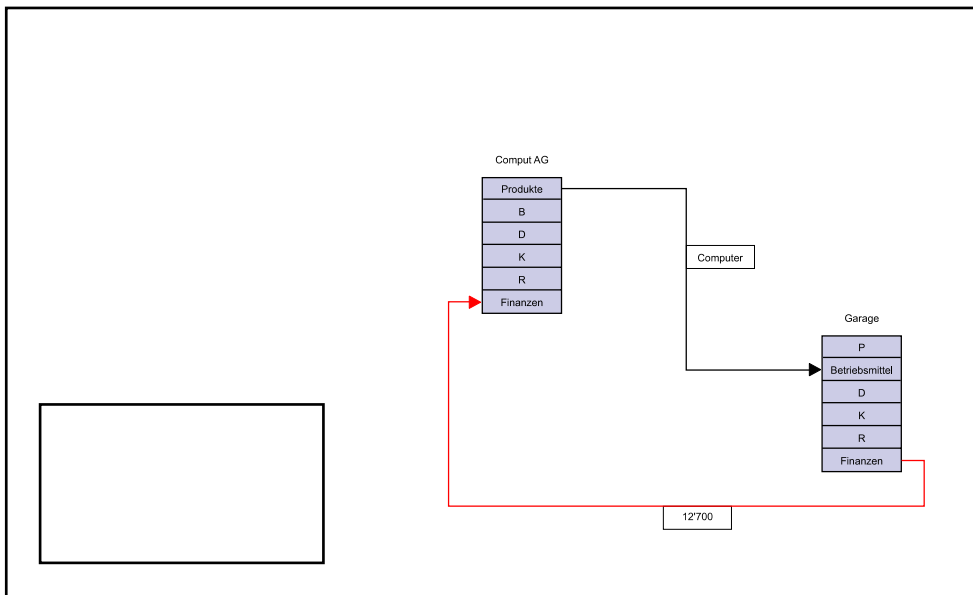 Comput AG
Produkte
B
D
K
R
Finanzen
Computer
Garage
P
Betriebsmittel
D
K
R
Finanzen
12'700